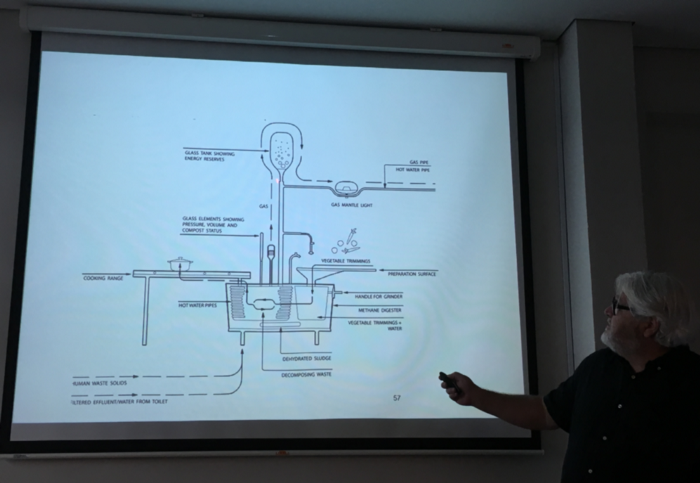 GLASS TANK SHOWING
ENERGY RESERVES
GAS PIPE
HOT WATER PIPE
GAS
GAS MANTLE LIGHT
GLASS ELEMENTS SHOWING
PRESSURE, VOLUME AND
COMPOST STATUS
VEGETABLE TRIMMINGS
COOKING RANGE
PREPARATION SURFACE
HOT WATER PIPES
HANDLE FOR GRINDER
METHANE DIGESTER
VEGETABLE TRIMMINGS +
WATER
DEHYDRATED SLUDGE
DECOMPOSING WASTE
HUMAN WASTE SOLIDS
FILTERED EFFLUENT/WATER FROM TOILET
57